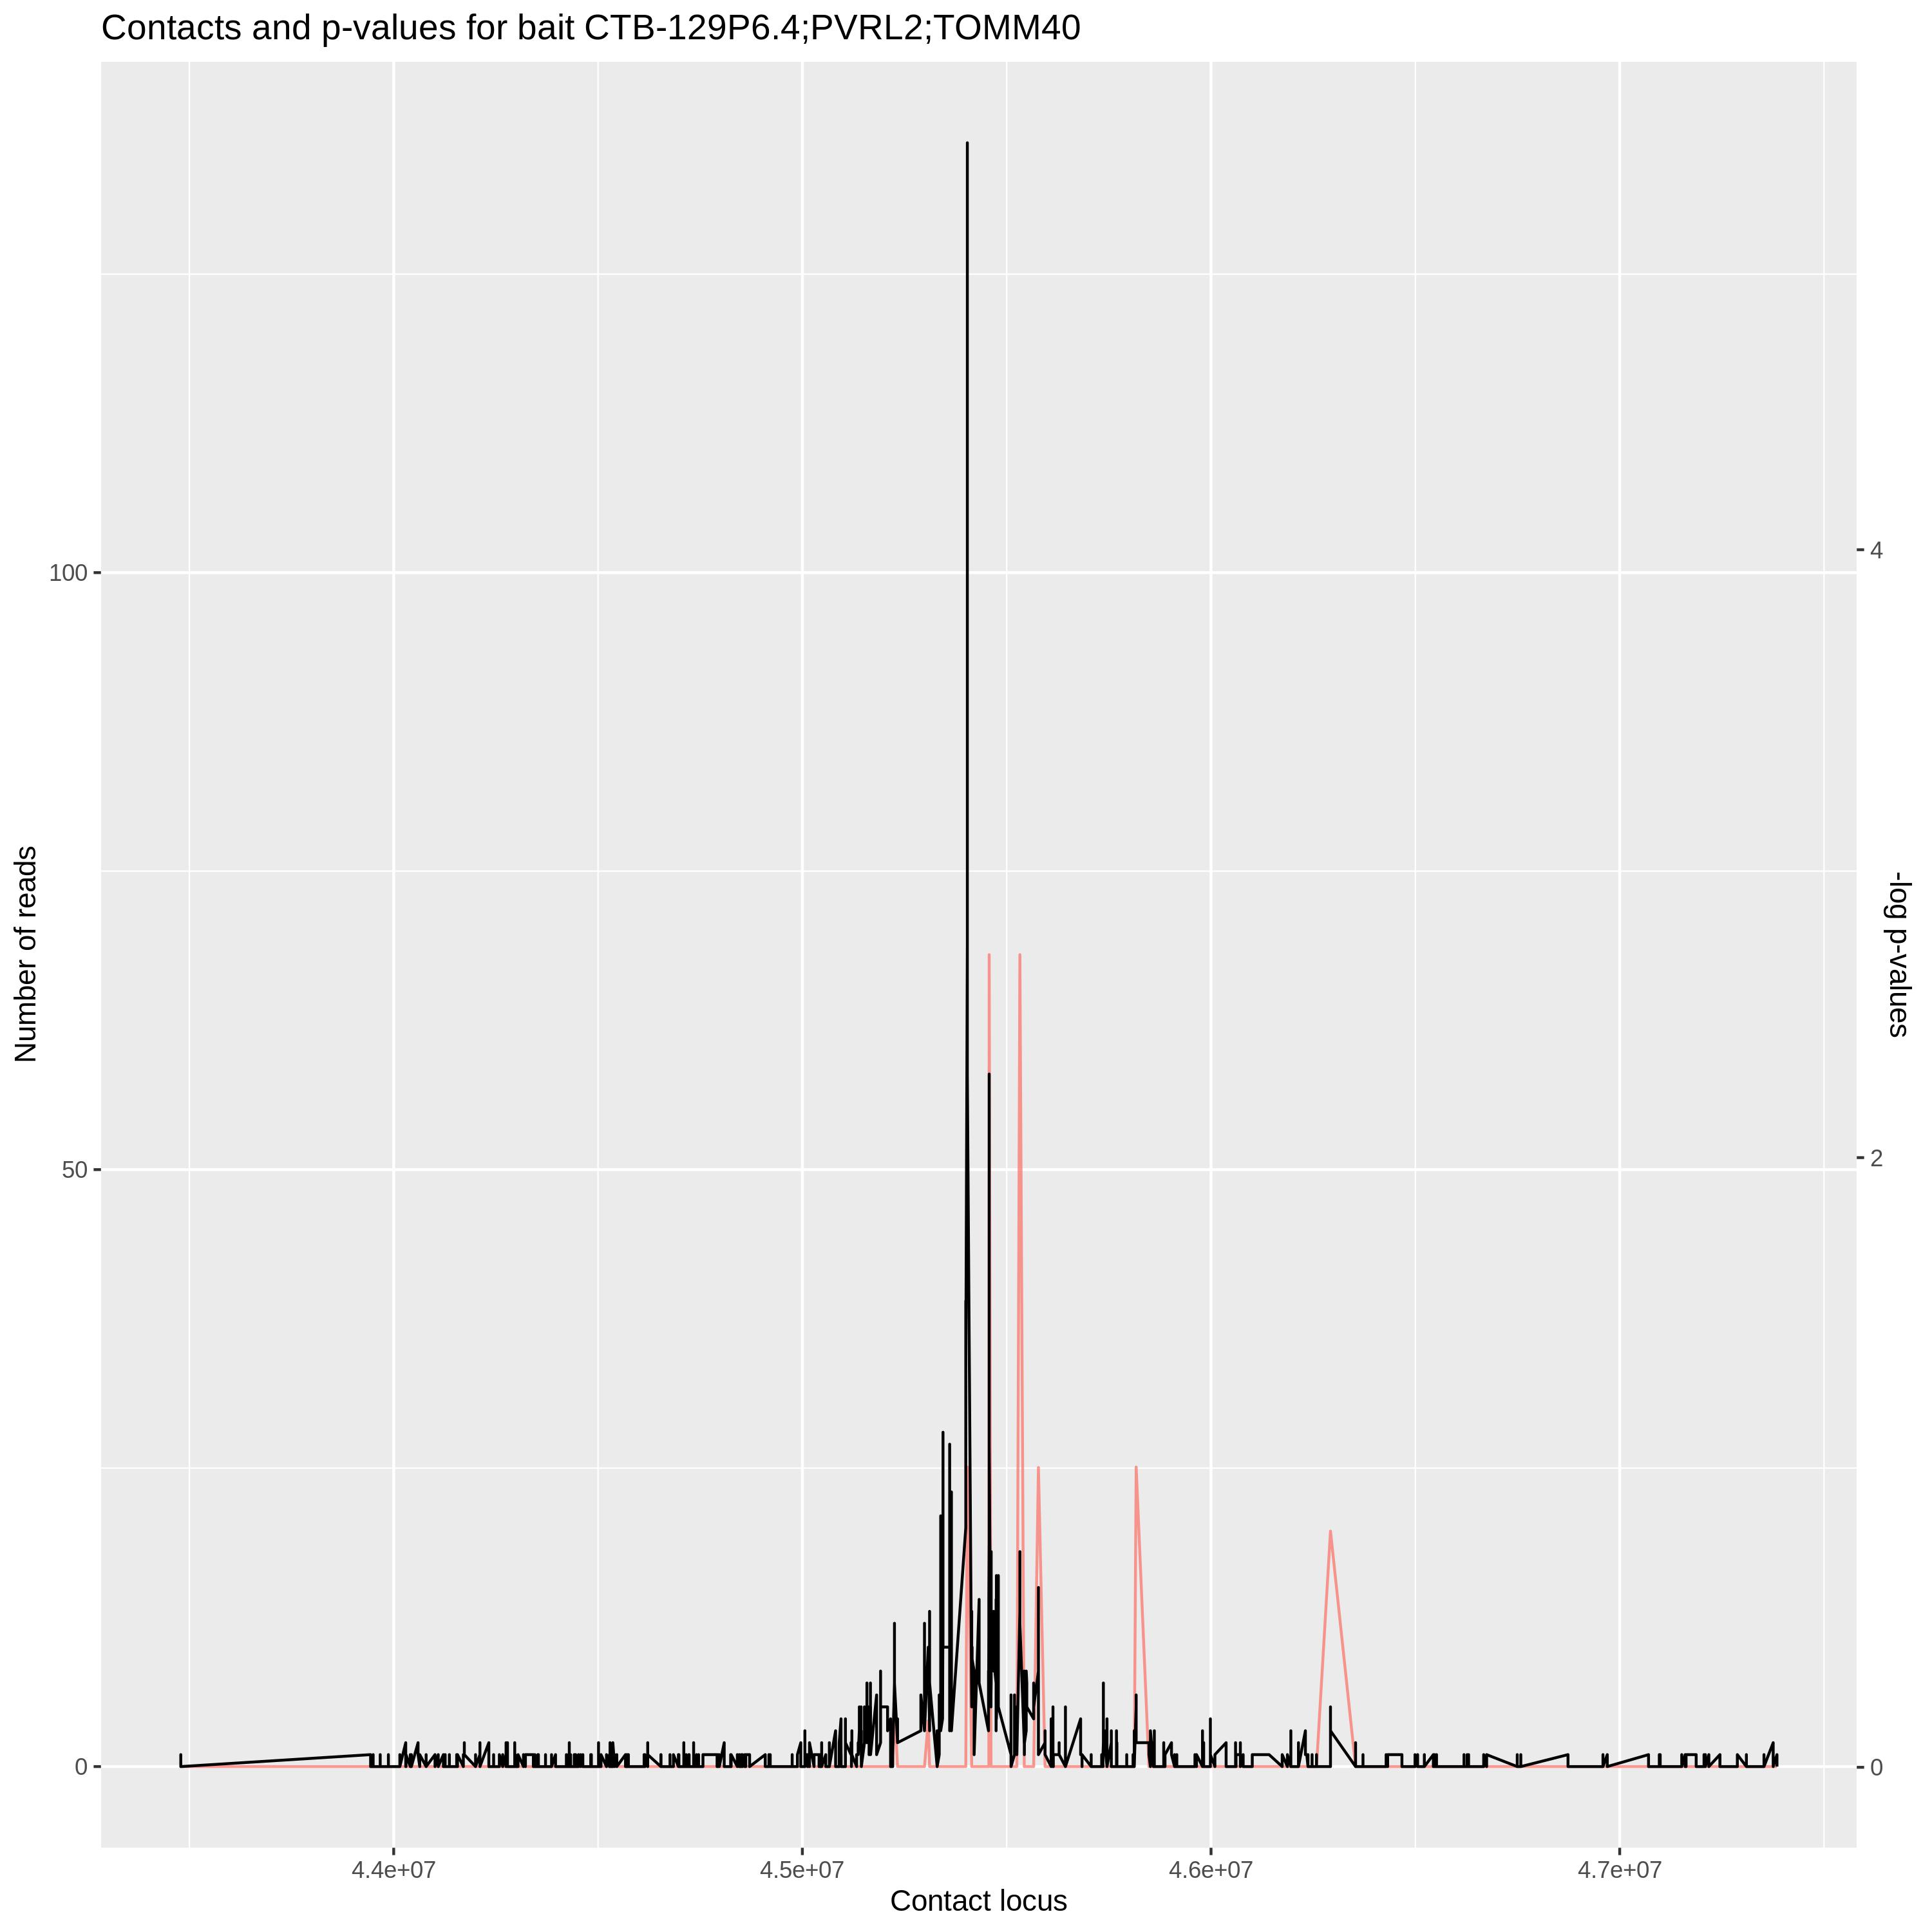 Contacts and p-values for bait CTB-129P6.4;PVRL2;TOMM40
Number of reads
100
50
0
4
2
0
-log p-values
4.4e+07 4.5e+07 4.6e+07 4.7e+07
Contact locus